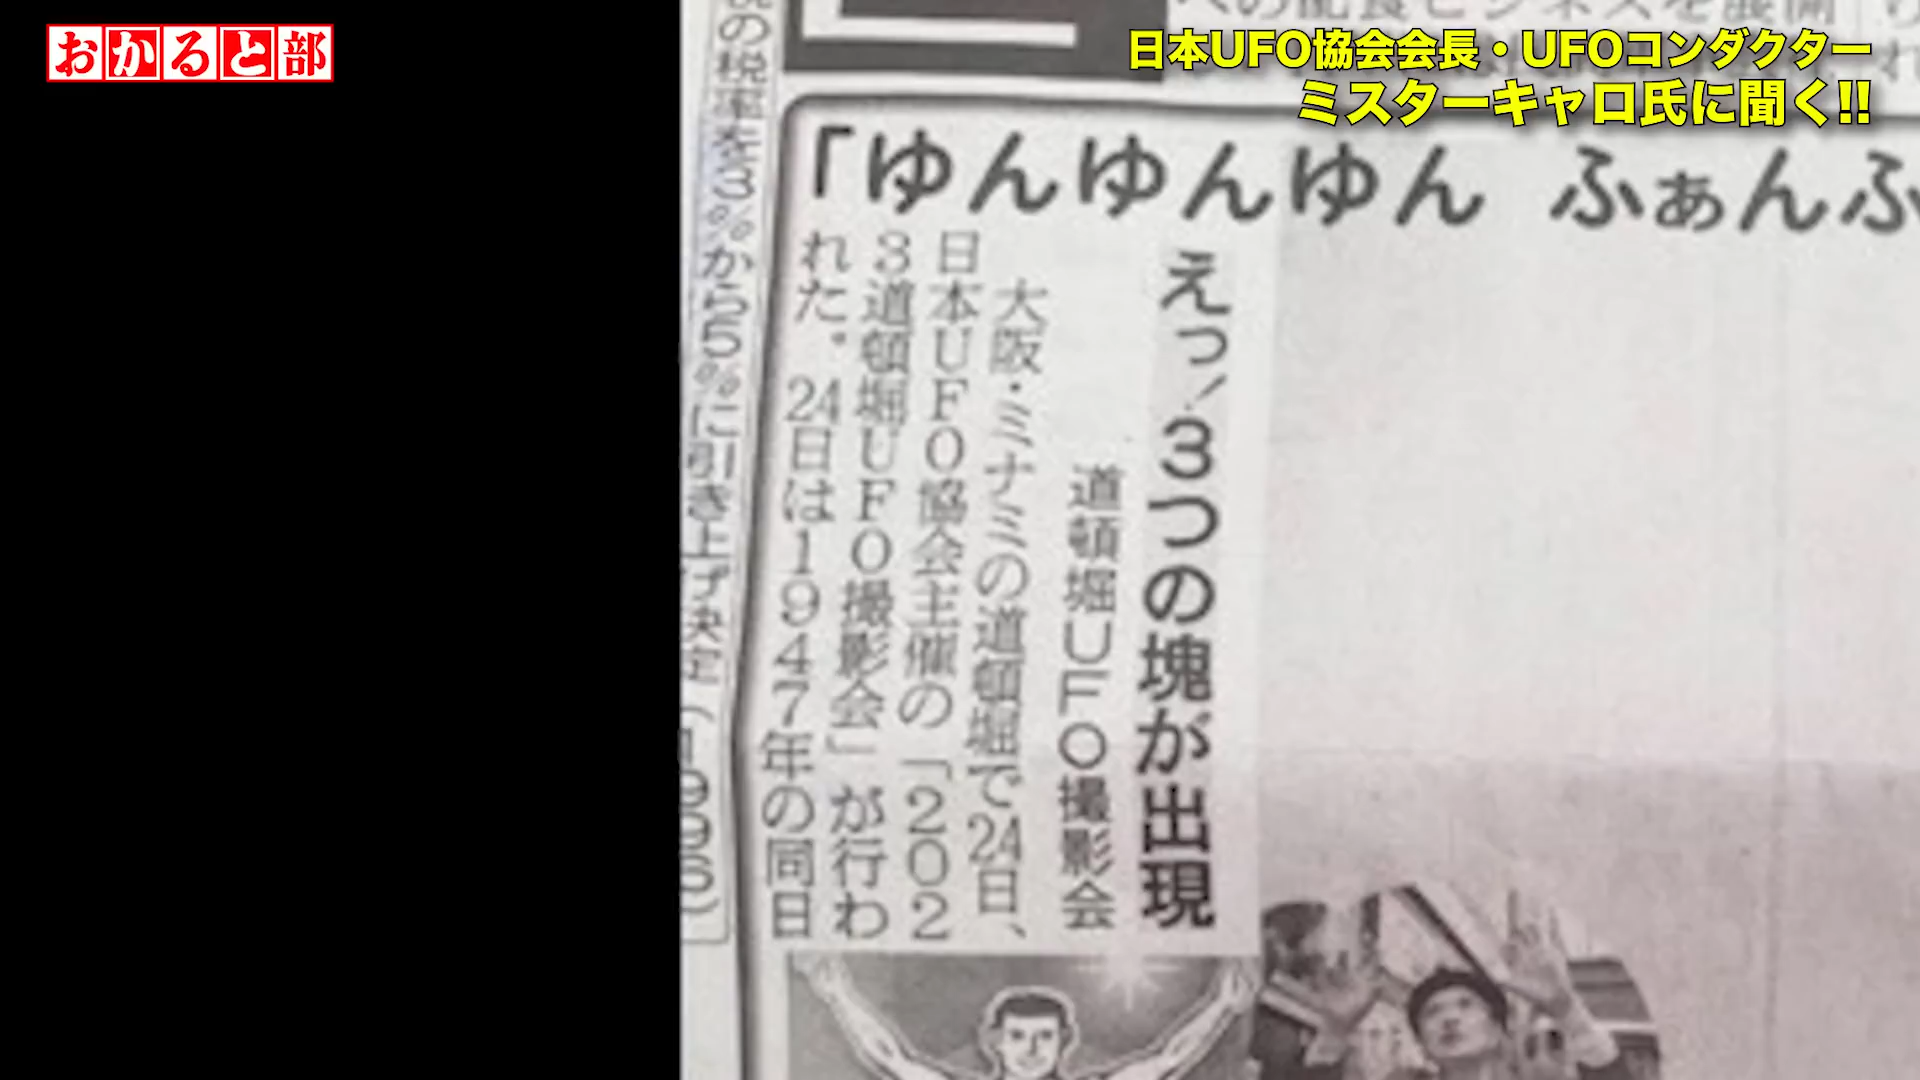 おかると部
日本UFO協会会長・UFOコンダクター
ミスターキャロ氏に聞く!!
「ゆんゆんゆん ふぁんふ
えっ!3つの塊が出現
道頓堀UFO撮影会
大阪・ミナミの道頓堀で24日、
日本UFO協会主催の「202
3道頓堀UFO撮影会」が行わ
れた。24日は1947年の同日
の税率を3%から5%に引き上げ決定(1996)